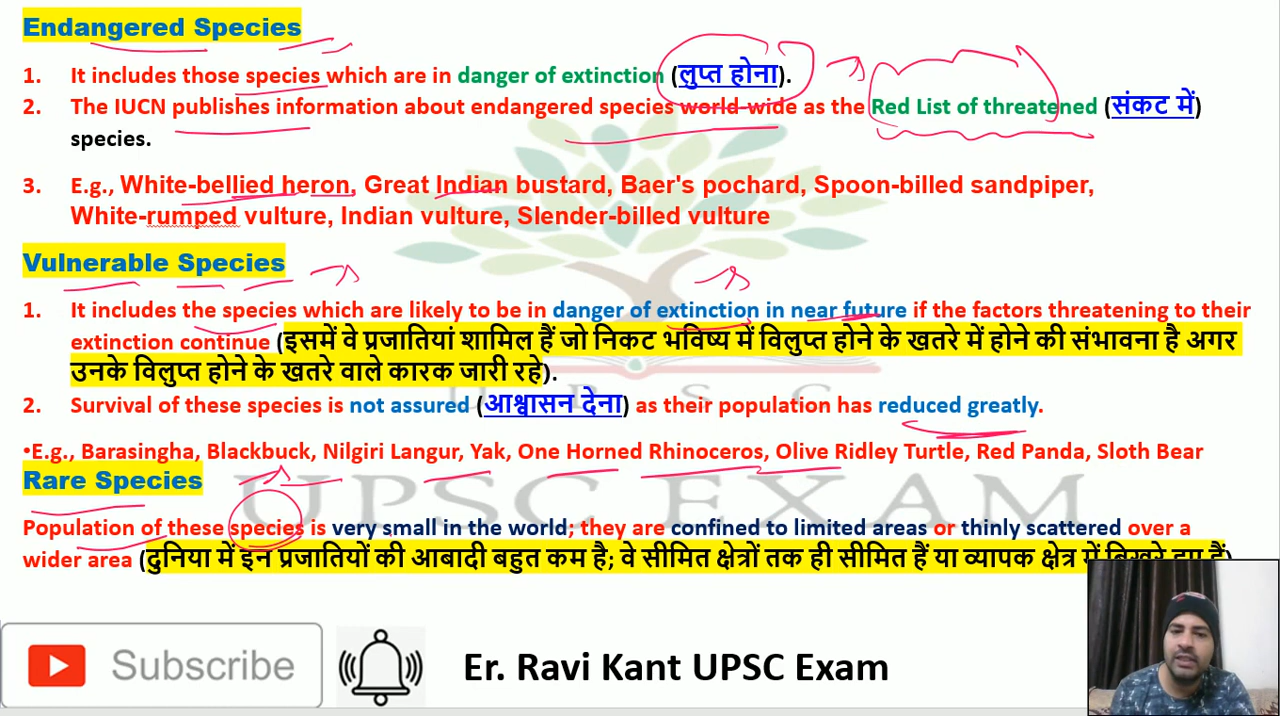 Endangered Species
1. It includes those species which are in danger of extinction (लुप्त होना).
2. The IUCN publishes information about endangered species world-wide as the Red List of threatened (संकट में)
species.
3. E.g., White-bellied heron, Great Indian bustard, Baer's pochard, Spoon-billed sandpiper,
White-rumped vulture, Indian vulture, Slender-billed vulture
Vulnerable Species
1. It includes the species which are likely to be in danger of extinction in near future if the factors threatening to their
extinction continue (इसमें वे प्रजातियां शामिल हैं जो निकट भविष्य में विलुप्त होने के खतरे में होने की संभावना है अगर
उनके विलुप्त होने के खतरे वाले कारक जारी रहे).
2. Survival of these species is not assured (आश्वासन देना) as their population has reduced greatly.
•E.g., Barasingha, Blackbuck, Nilgiri Langur, Yak, One Horned Rhinoceros, Olive Ridley Turtle, Red Panda, Sloth Bear
Rare Species
UPSC EXAM
Population of these species is very small in the world; they are confined to limited areas or thinly scattered over a
wider area (दुनिया में इन प्रजातियों की आबादी बहुत कम है; वे सीमित क्षेत्रों तक ही सीमित हैं या व्यापक क्षेत्र में बिखरे हुए हैं)
Subscribe
Er. Ravi Kant UPSC Exam